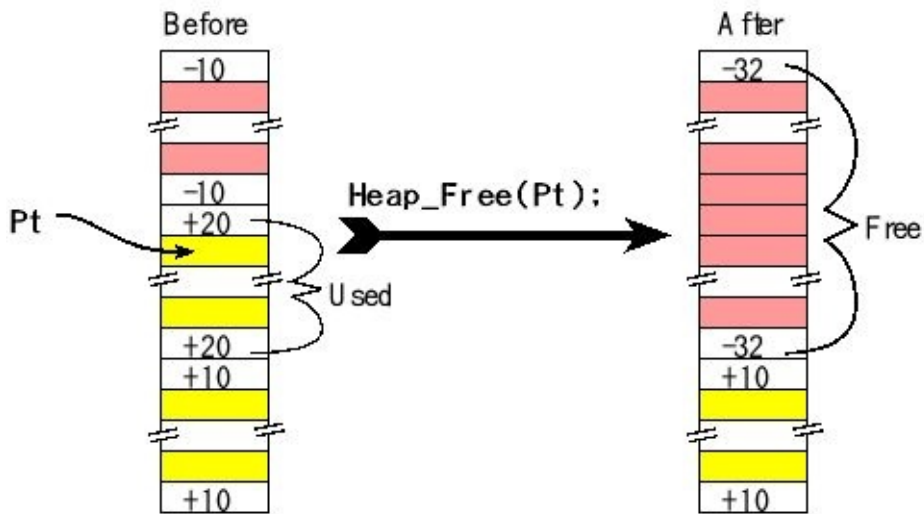 Before
After
-10
-32
-10
Heap_Free(Pt);
Pt
+20
Free
Used
+20
-32
+10
+10
+10
+10